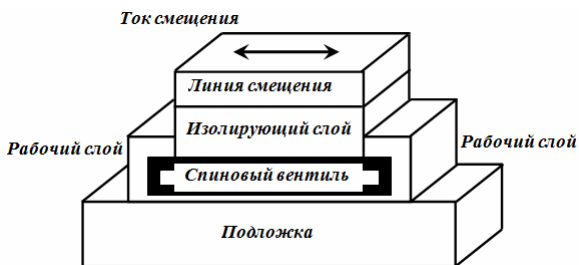 Ток смещения
Линия смещения
Изолирующий слой
Рабочий слой
Рабочий слой
Спиновый вентиль
Подложка